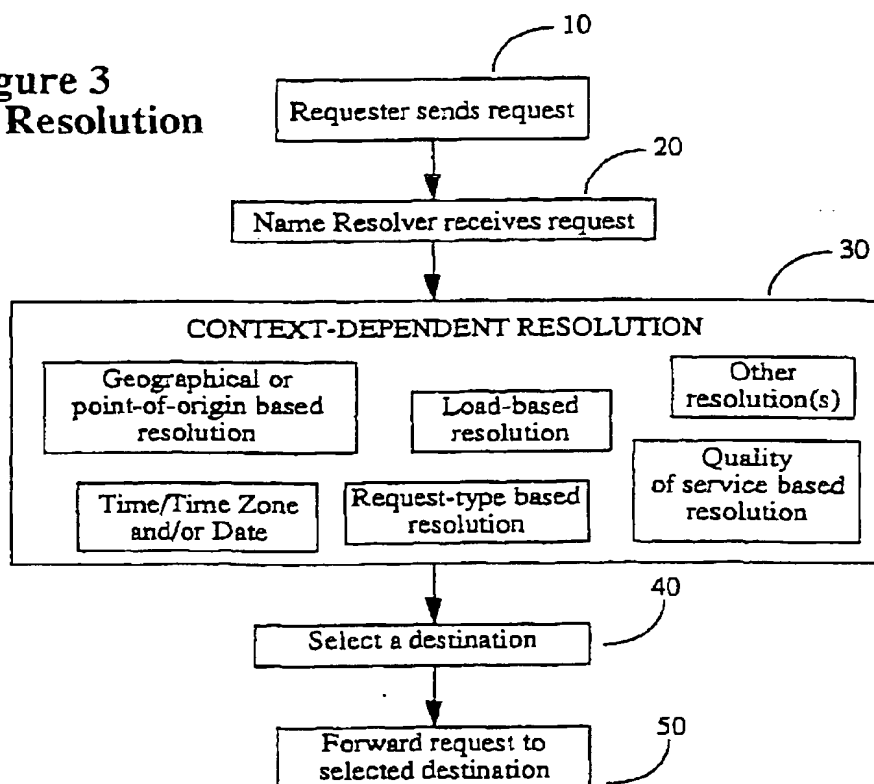 10
gure 3
Resolution
Requester sends request
20
Name Resolver receives request
30
CONTEXT-DEPENDENT RESOLUTION
Geographical or
point-of-origin based
resolution
Load-based
resolution
Other
resolution(s)
Time/Time Zone
and/or Date
Request-type based
resolution
Quality
of service based
resolution
40
Select a destination
50
Forward request to
selected destination